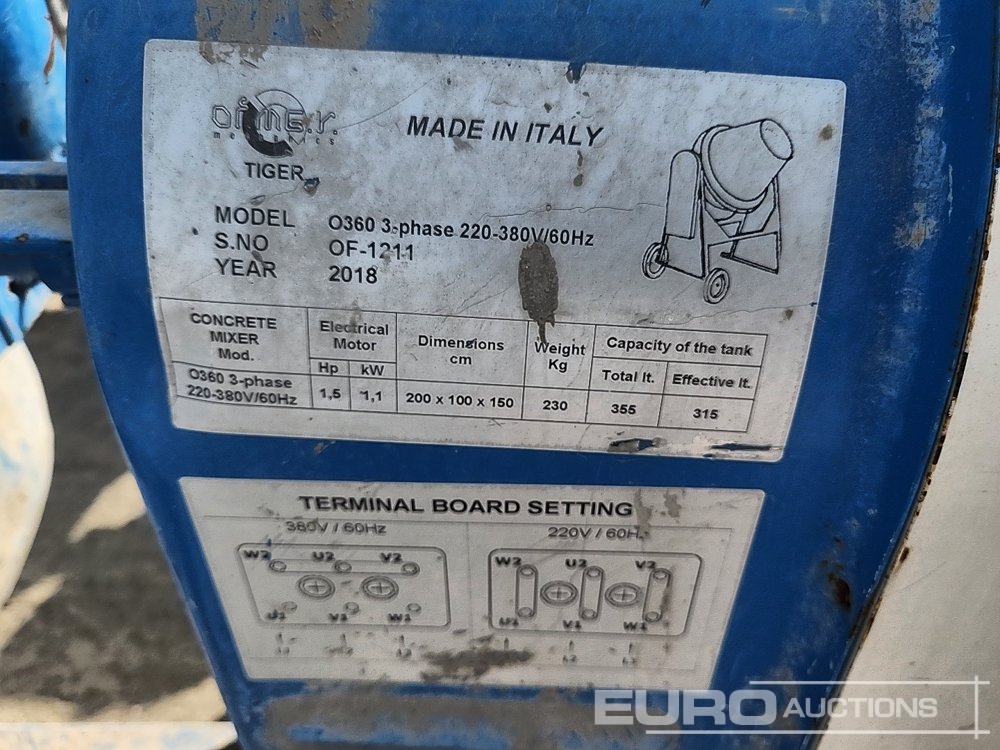 OFMER
mechanics
TIGER
MADE IN ITALY
MODEL O360 3-phase 220-380V/60Hz
S.NO OF-1211
YEAR 2018
CONCRETE MIXER Mod.
Electrical Motor
Hp kW
Dimensions cm
Weight Kg
Capacity of the tank
Total lt. Effective lt.
O360 3-phase
220-380V/60Hz
1,5 1,1 200 x 100 x 150 230 355 315
TERMINAL BOARD SETTING
380V / 60Hz 220V / 60H
W2 U2 V2 W2 U2 V2
U1 V1 W1 U1 V1 W1
EURO AUCTIONS